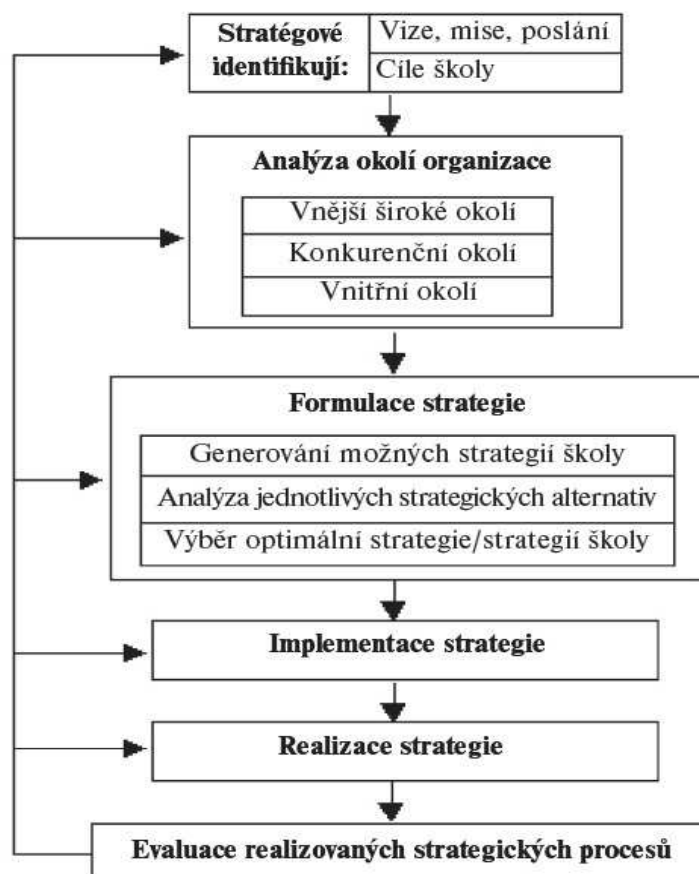 Stratégové
identifikují:
Vize, mise, poslání
Cíle školy
Analýza okolí organizace
Vnější široké okolí
Konkurenční okolí
Vnitřní okolí
Formulace strategie
Generování možných strategií školy
Analýza jednotlivých strategických alternativ
Výběr optimální strategie/strategií školy
Implementace strategie
Realizace strategie
Evaluace realizovaných strategických procesů